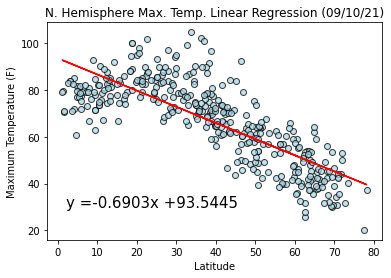 N. Hemisphere Max. Temp. Linear Regression (09/10/21)
Maximum Temperature (F)
100
80
60
40
20
y =-0.6903x +93.5445
0 10 20 30 40 50 60 70 80
Latitude